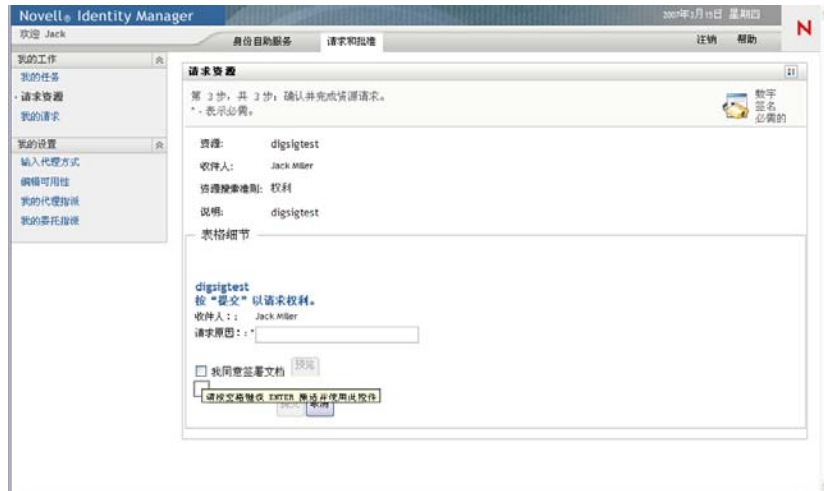 Novell® Identity Manager
2007年3月15日 星期四
欢迎 Jack
身份自助服务
请求和批准
注销
帮助
N
我的工作
我的任务
请求资源
我的请求
我的设置
输入代理方式
编辑可用性
我的代理指派
我的委托指派
请求资源
第 3步，共 3步：确认并完成资源请求。
* - 表示必需。
数字
签名
必需的
资源: digsigtest
收件人: Jack Miller
资源搜索准则: 权利
说明: digsigtest
表格细节
digsigtest
按“提交”以请求权利。
收件人：: Jack Miller
请求原因：:*
我同意签署文档
预览
请按空格键或 ENTER 激活并使用此控件
取消